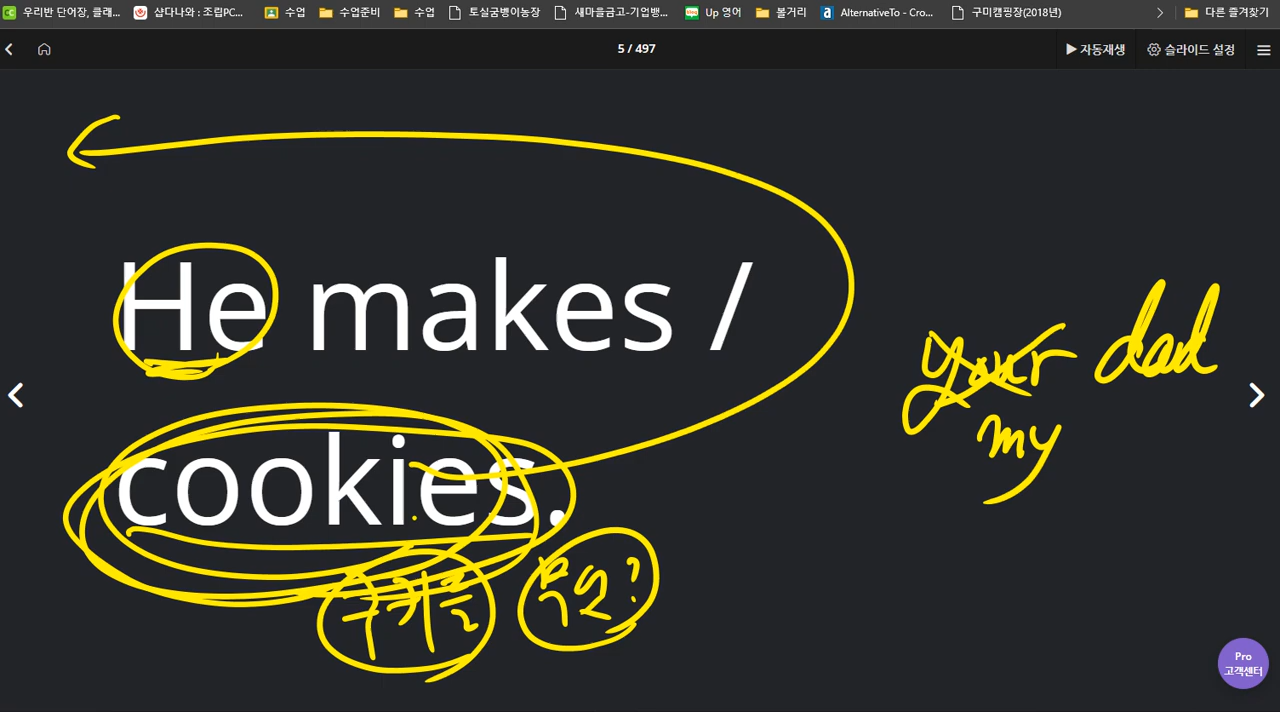 우리반 단어장, 클래... 샵다나와 : 조립PC... 수업 수업준비 수업 토실궁뱅이농장 새마을금고-기업뱅... Up 영어 볼거리 AlternativeTo - Cro... 구미캠핑장(2018년) 다른 즐겨찾기
5 / 497 자동재생 슬라이드 설정
He makes /
your dad
my
cookies.
쿠키를 무엇?
Pro
고객센터